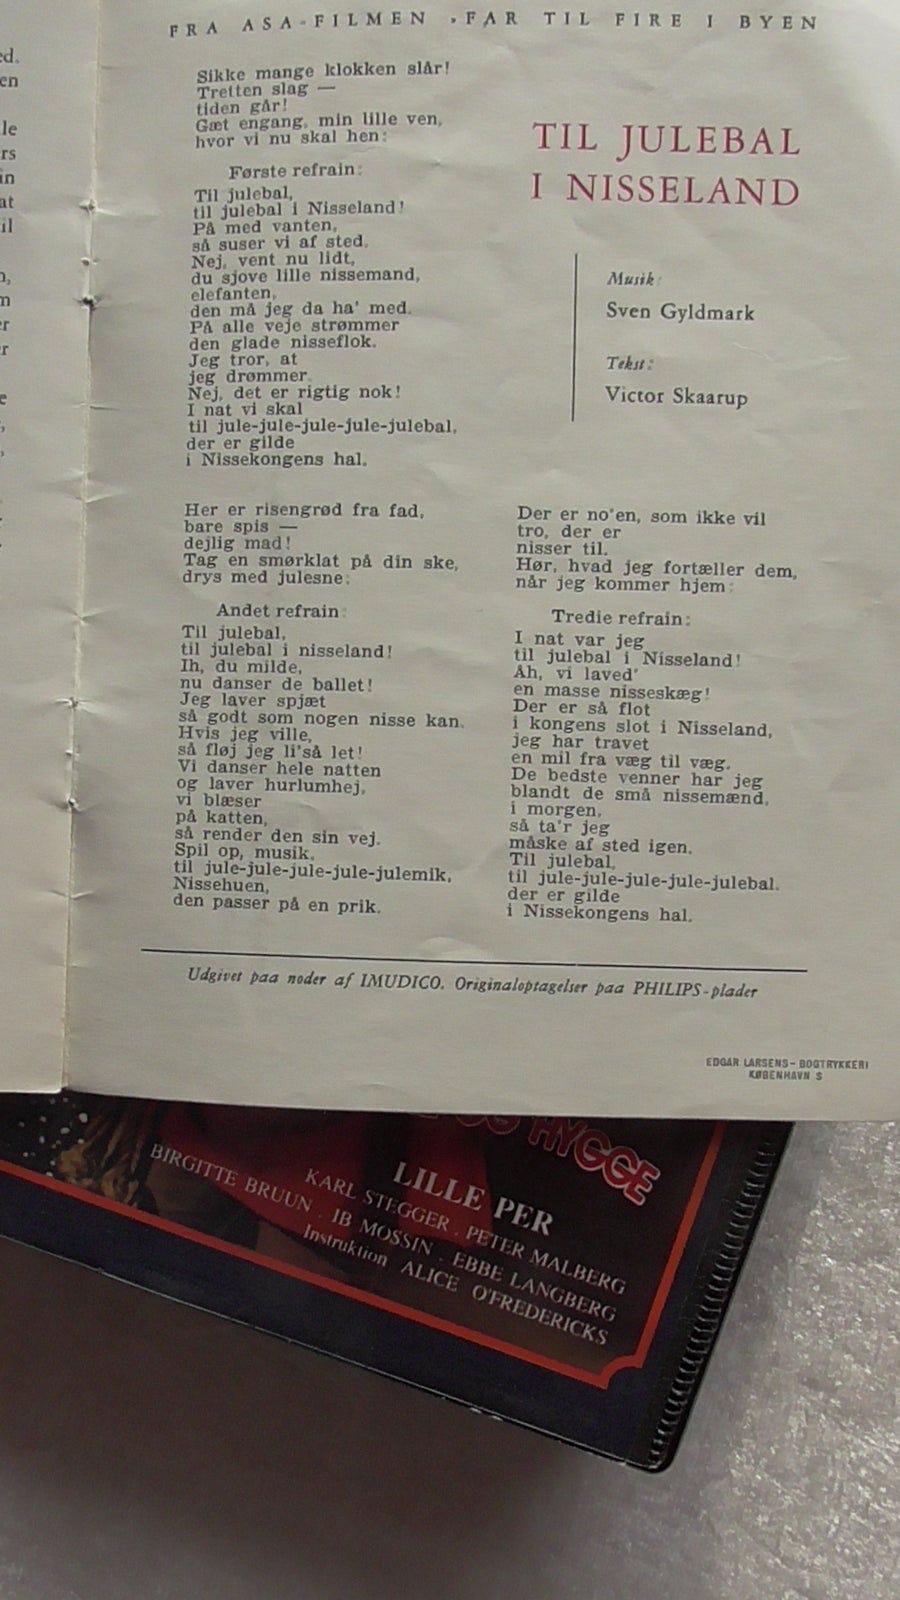 FRA ASA-FILMEN »FAR TIL FIRE I BYEN
TIL JULEBAL
I NISSELAND
Musik:
Sven Gyldmark
Tekst:
Victor Skaarup
Sikke mange klokken slår!
Tretten slag —
tiden går!
Gæt engang, min lille ven,
hvor vi nu skal hen:
Første refrain:
Til julebal,
til julebal i Nisseland!
På med vanten,
så suser vi af sted.
Nej, vent nu lidt,
du sjove lille nissemand,
elefanten,
den må jeg da ha' med.
På alle veje strømmer
den glade nisseflok.
Jeg tror, at
jeg drømmer.
Nej, det er rigtig nok!
I nat vi skal
til jule-jule-jule-jule-julebal,
der er gilde
i Nissekongens hal.
Her er risengrød fra fad,
bare spis —
dejlig mad!
Tag en smørklat på din ske,
drys med julesne:
Andet refrain:
Til julebal,
til julebal i nisseland!
Ih, du milde,
nu danser de ballet!
Jeg laver spjæt
så godt som nogen nisse kan.
Hvis jeg ville,
så fløj jeg li'så let!
Vi danser hele natten
og laver hurlumhej,
vi blæser
på katten,
så render den sin vej.
Spil op, musik,
til jule-jule-jule-jule-julemik,
Nissehuen,
den passer på en prik.
Der er no'en, som ikke vil
tro, der er
nisser til.
Hør, hvad jeg fortæller dem,
når jeg kommer hjem:
Tredie refrain:
I nat var jeg
til julebal i Nisseland!
Åh, vi laved'
en masse nisseskæg!
Der er så flot
i kongens slot i Nisseland,
jeg har travet
en mil fra væg til væg.
De bedste venner har jeg
blandt de små nissemænd,
i morgen,
så ta'r jeg
måske af sted igen.
Til julebal,
til jule-jule-jule-jule-julebal.
der er gilde
i Nissekongens hal.
Udgivet paa noder af IMUDICO. Originaloptagelser paa PHILIPS-plader
EDGAR LARSENS-BOGTRYKKERI
KØBENHAVN S
OG HYGGE
LILLE PER
KARL STEGGER . PETER MALBERG
BIRGITTE BRUUN . IB MOSSIN . EBBE LANGBERG
Instruktion ALICE O'FREDERICKS